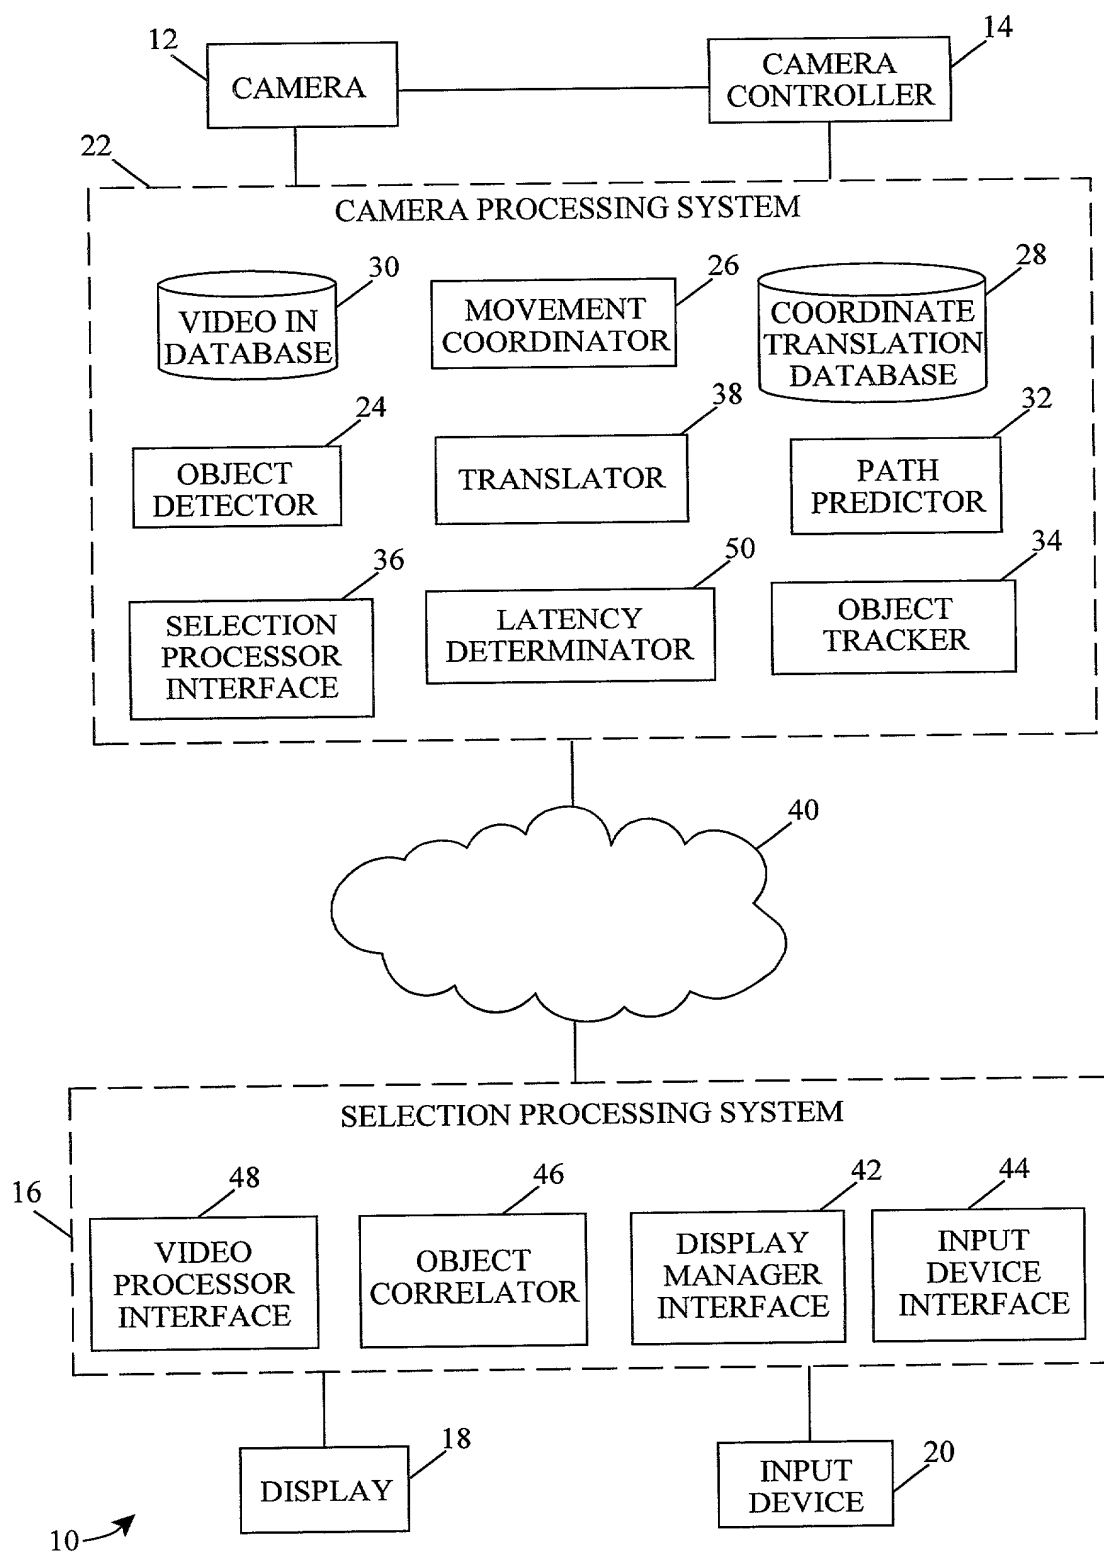 12
CAMERA
14
CAMERA
CONTROLLER
22
CAMERA PROCESSING SYSTEM
30
VIDEO IN
DATABASE
26
MOVEMENT
COORDINATOR
28
COORDINATE
TRANSLATION
DATABASE
24
OBJECT
DETECTOR
38
TRANSLATOR
32
PATH
PREDICTOR
36
SELECTION
PROCESSOR
INTERFACE
50
LATENCY
DETERMINATOR
34
OBJECT
TRACKER
40
SELECTION PROCESSING SYSTEM
16
48
VIDEO
PROCESSOR
INTERFACE
46
OBJECT
CORRELATOR
42
DISPLAY
MANAGER
INTERFACE
44
INPUT
DEVICE
INTERFACE
18
DISPLAY
20
INPUT
DEVICE
10